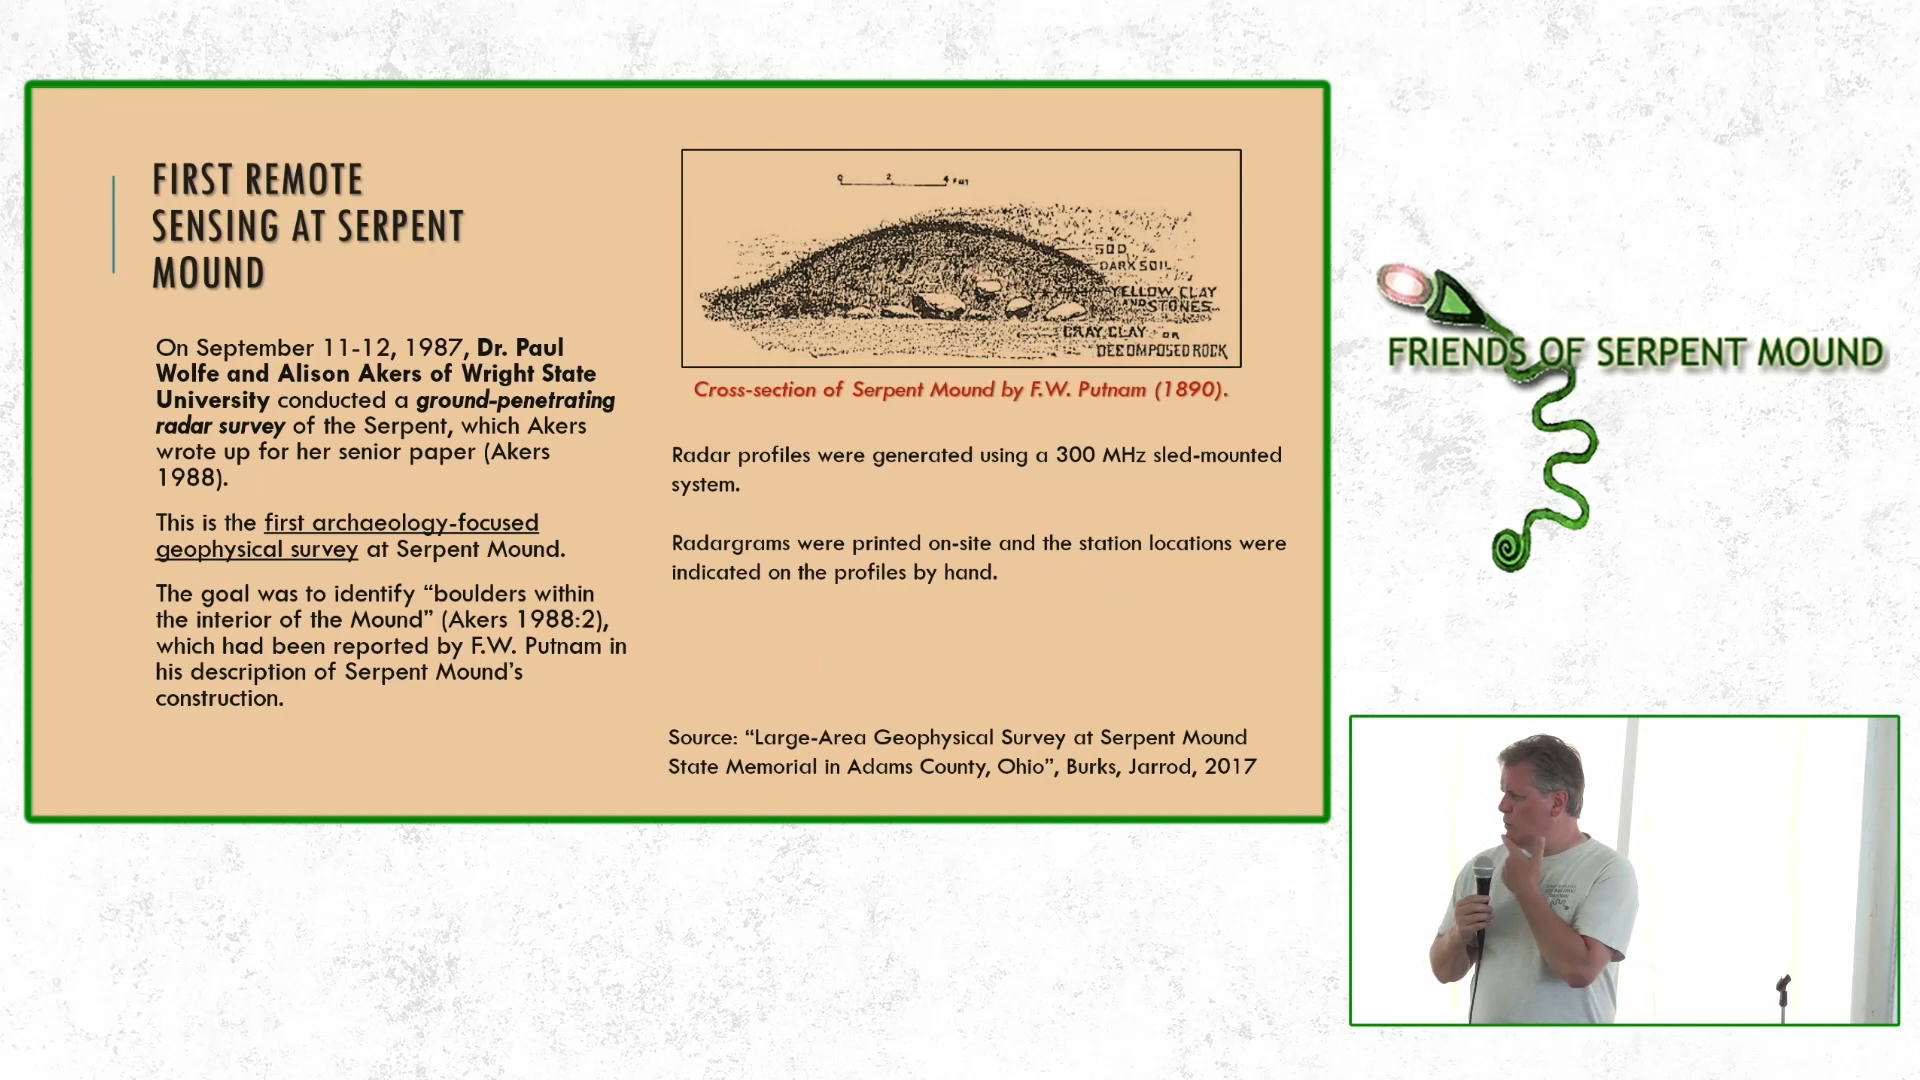 FIRST REMOTE
SENSING AT SERPENT
MOUND
On September 11-12, 1987, Dr. Paul
Wolfe and Alison Akers of Wright State
University conducted a ground-penetrating
radar survey of the Serpent, which Akers
wrote up for her senior paper (Akers
1988).
This is the first archaeology-focused
geophysical survey at Serpent Mound.
The goal was to identify “boulders within
the interior of the Mound” (Akers 1988:2),
which had been reported by F.W. Putnam in
his description of Serpent Mound’s
construction.
0 2 4 FEET
SOD
DARK SOIL
YELLOW CLAY
AND STONES
GRAY CLAY OR
DECOMPOSED ROCK
Cross-section of Serpent Mound by F.W. Putnam (1890).
Radar profiles were generated using a 300 MHz sled-mounted
system.
Radargrams were printed on-site and the station locations were
indicated on the profiles by hand.
Source: “Large-Area Geophysical Survey at Serpent Mound
State Memorial in Adams County, Ohio”, Burks, Jarrod, 2017
FRIENDS OF SERPENT MOUND